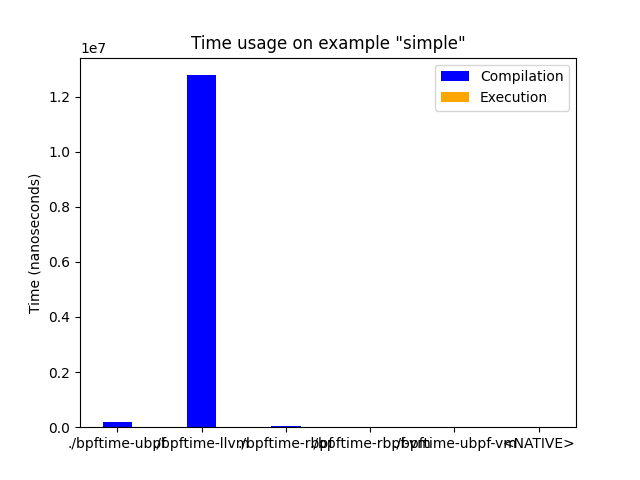 Time usage on example "simple"
1e7
Compilation
Execution
Time (nanoseconds)
1.2
1.0
0.8
0.6
0.4
0.2
0.0
./bpftime-ubpf ./bpftime-llvm ./bpftime-rbpf ./bpftime-rbpf-vm ./bpftime-ubpf-vm <NATIVE>